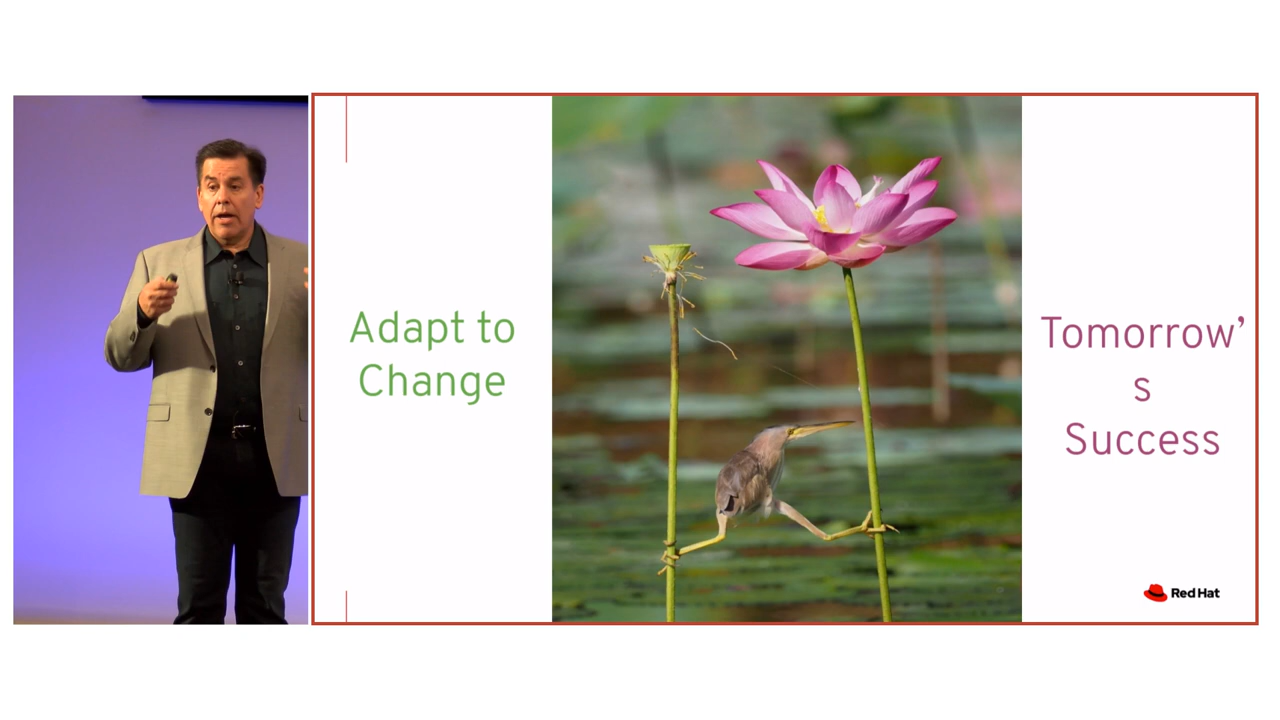 Adapt to
Change
Tomorrow’
s
Success
Red Hat